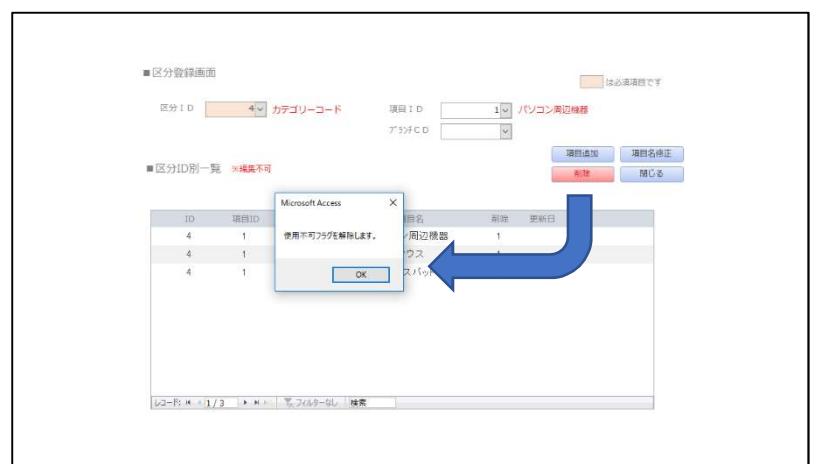 ■区分登録画面
は必須項目です
区分ID 4 カテゴリーコード 項目ID 1 パソコン周辺機器
ﾌﾞﾗﾝﾁCD
項目追加 項目名修正
■区分ID別一覧 ※編集不可 削除 閉じる
Microsoft Access
ID 項目ID 項目名 削除 更新日
4 1 ン周辺機器 1
使用不可フラグを解除します。
4 1 ウス
4 1 スパッ
OK
レコード: 1 / 3 フィルターなし 検索